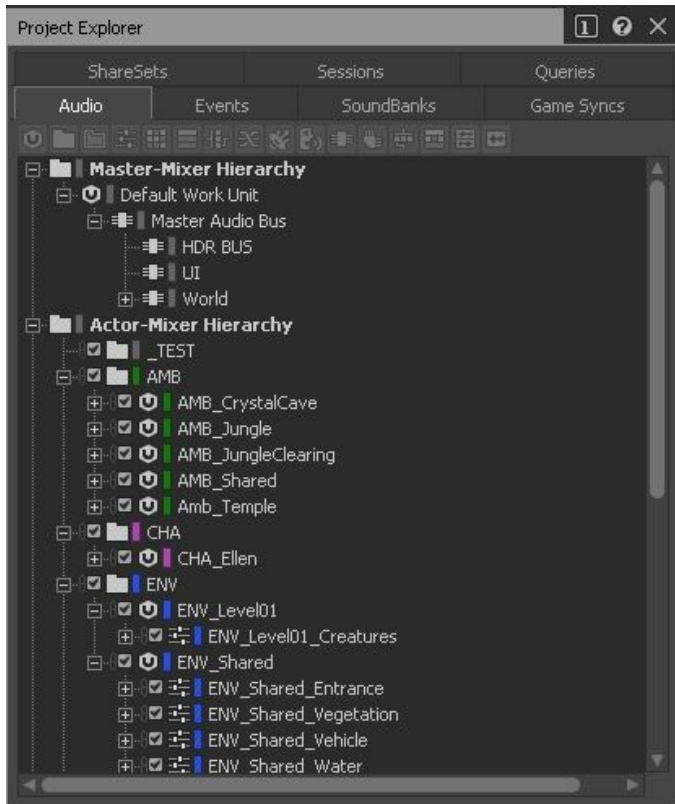 Project Explorer
1 ? X
ShareSets Sessions Queries
Audio Events SoundBanks Game Syncs
Master-Mixer Hierarchy
Default Work Unit
Master Audio Bus
HDR BUS
UI
World
Actor-Mixer Hierarchy
_TEST
AMB
AMB_CrystalCave
AMB_Jungle
AMB_JungleClearing
AMB_Shared
Amb_Temple
CHA
CHA_Ellen
ENV
ENV_Level01
ENV_Level01_Creatures
ENV_Shared
ENV_Shared_Entrance
ENV_Shared_Vegetation
ENV_Shared_Vehicle
ENV_Shared_Water